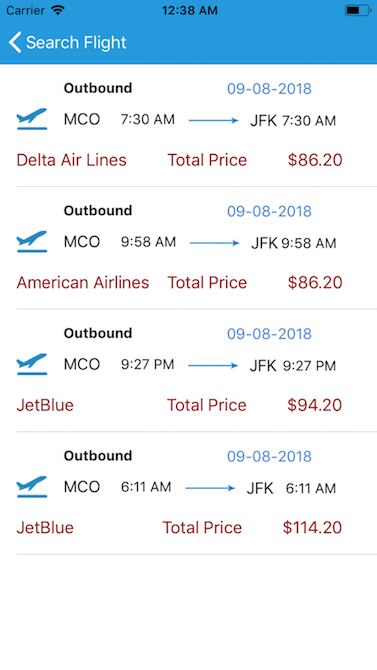 Carrier 12:38 AM
Search Flight
Outbound 09-08-2018
MCO 7:30 AM JFK 7:30 AM
Delta Air Lines Total Price $86.20
Outbound 09-08-2018
MCO 9:58 AM JFK 9:58 AM
American Airlines Total Price $86.20
Outbound 09-08-2018
MCO 9:27 PM JFK 9:27 PM
JetBlue Total Price $94.20
Outbound 09-08-2018
MCO 6:11 AM JFK 6:11 AM
JetBlue Total Price $114.20